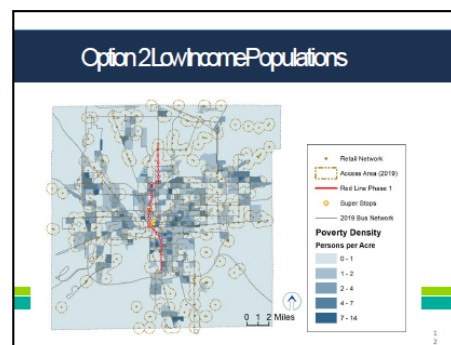 Option 2 Low Income Populations
Retail Network
Access Area (2019)
Red Line Phase 1
Super Stops
2019 Bus Network
Poverty Density
Persons per Acre
0 - 1
1 - 2
2 - 4
4 - 7
7 - 14
0 1 2 Miles
1
2